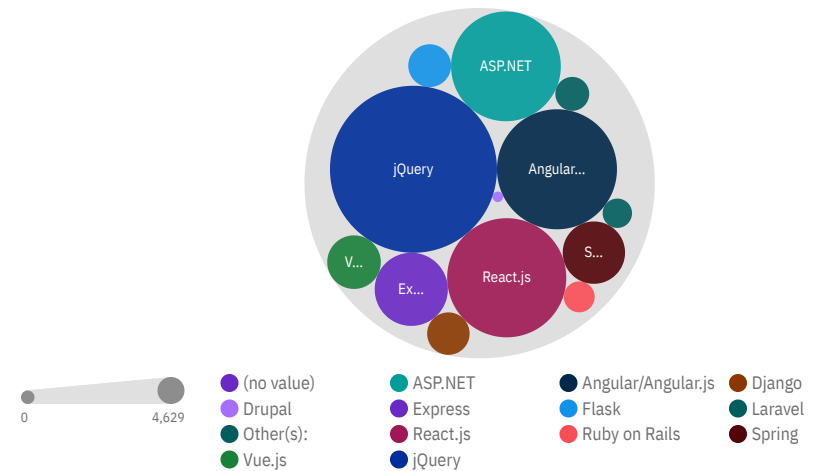 ASP.NET
jQuery
Angular...
V...
Ex...
React.js
S...
0
4,629
(no value)
ASP.NET
Angular/Angular.js
Django
Drupal
Express
Flask
Laravel
Other(s):
React.js
Ruby on Rails
Spring
Vue.js
jQuery